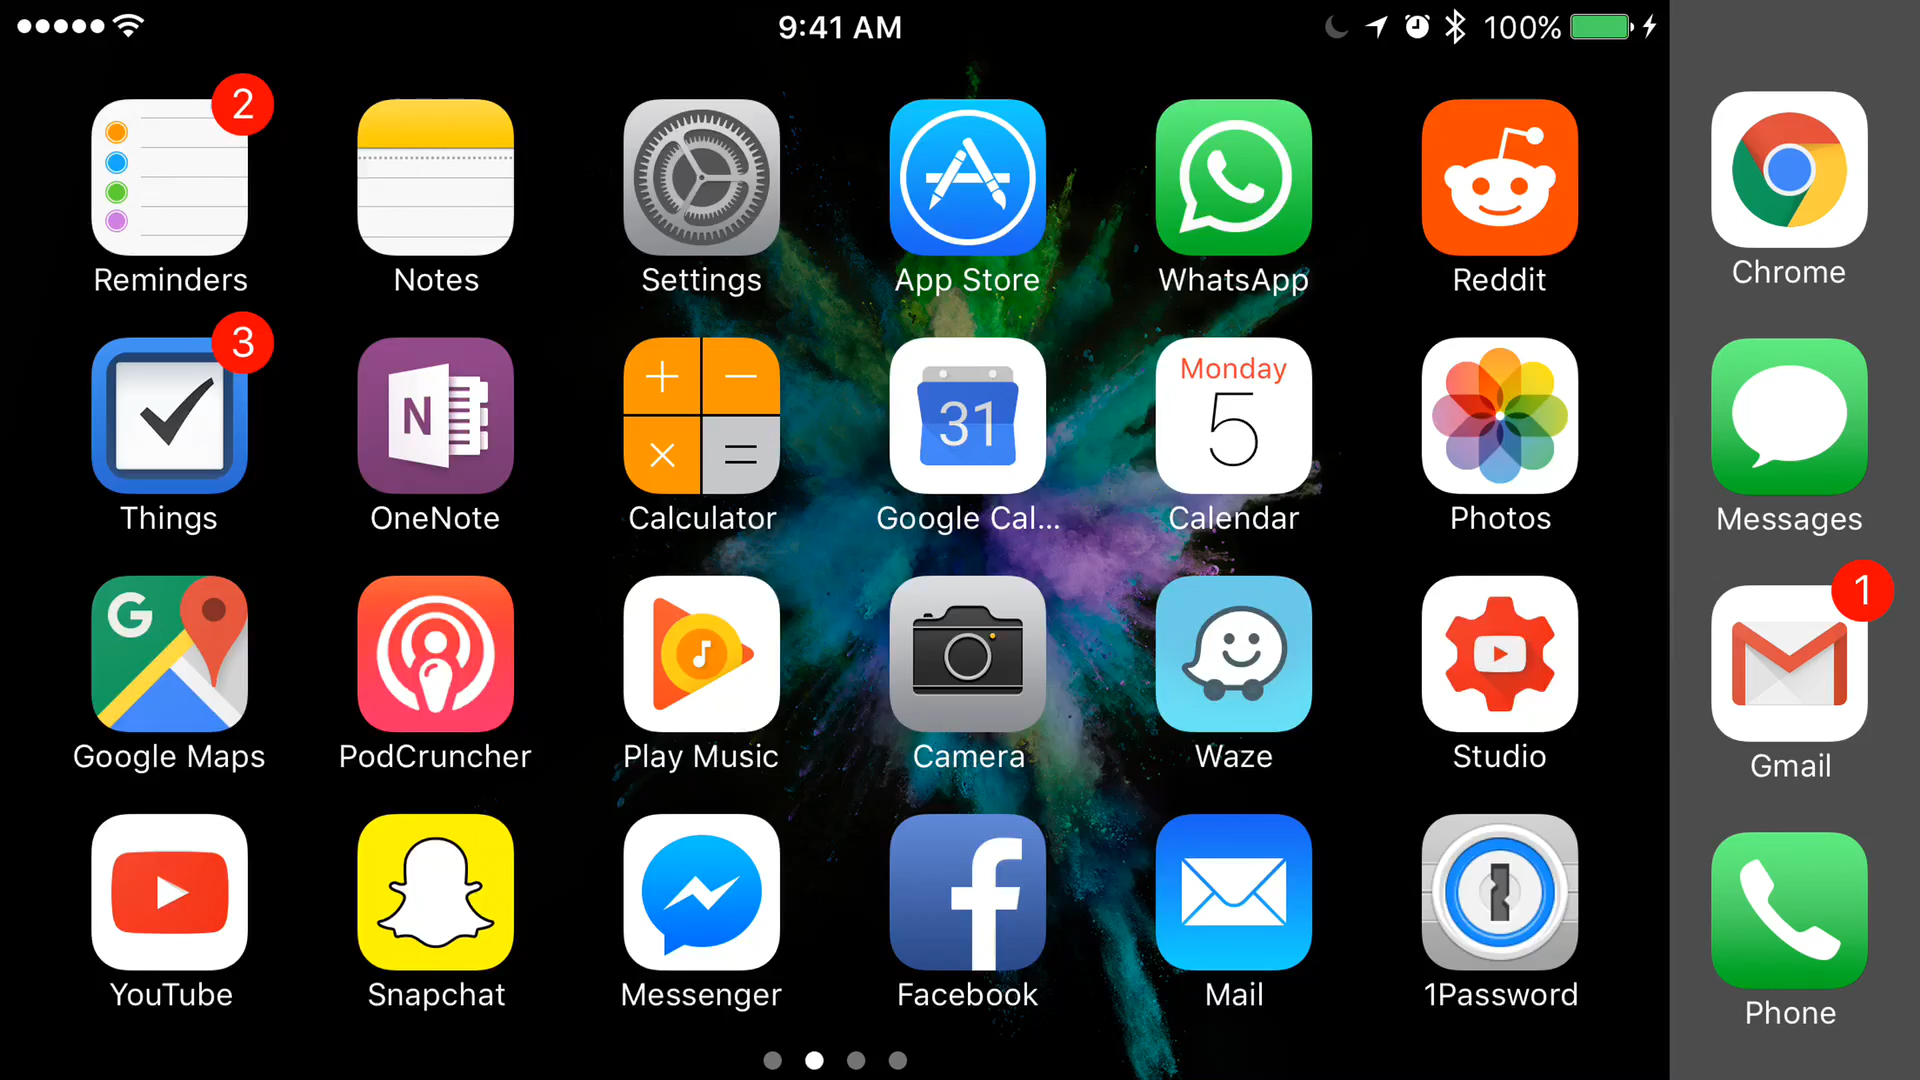 9:41 AM
100%
2
Reminders
Notes
Settings
App Store
WhatsApp
Reddit
Chrome
3
Things
N
OneNote
Calculator
31
Google Cal...
Monday
5
Calendar
Photos
Messages
G
Google Maps
PodCruncher
Play Music
Camera
Waze
Studio
1
Gmail
YouTube
Snapchat
Messenger
f
Facebook
Mail
1Password
Phone